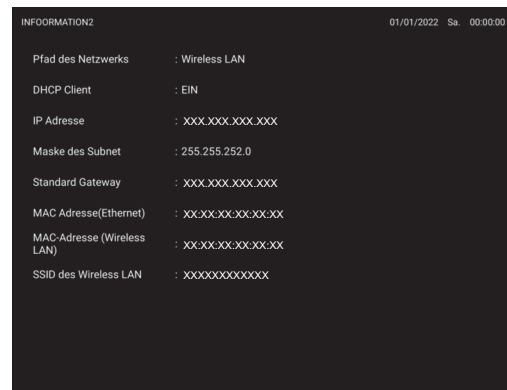 INFOORMATION2 01/01/2022 Sa. 00:00:00
Pfad des Netzwerks : Wireless LAN
DHCP Client : EIN
IP Adresse : XXX.XXX.XXX.XXX
Maske des Subnet : 255.255.252.0
Standard Gateway : XXX.XXX.XXX.XXX
MAC Adresse(Ethernet) : XX:XX:XX:XX:XX:XX
MAC-Adresse (Wireless
LAN) : XX:XX:XX:XX:XX:XX
SSID des Wireless LAN : XXXXXXXXXXXX